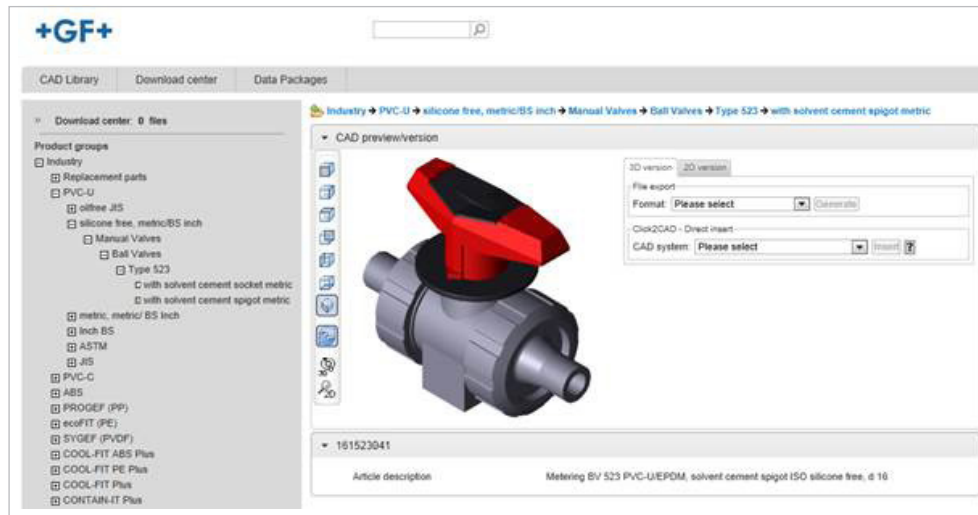 +GF+
CAD Library Download center Data Packages
» Download center: 0 files
Product groups
Industry
Replacement parts
PVC-U
oilfree JIS
silicone free, metric/BS inch
Manual Valves
Ball Valves
Type 523
with solvent cement socket metric
with solvent cement spigot metric
metric, metric/ BS Inch
Inch BS
ASTM
JIS
PVC-C
ABS
PROGEF (PP)
ecoFIT (PE)
SYGEF (PVDF)
COOL-FIT ABS Plus
COOL-FIT PE Plus
COOL-FIT Plus
CONTAIN-IT Plus
Industry → PVC-U → silicone free, metric/BS inch → Manual Valves → Ball Valves → Type 523 → with solvent cement spigot metric
CAD preview/version
3D version 2D version
File export
Format: Please select Generate
Click2CAD - Direct insert
CAD system: Please select Insert ?
3D
2D
161523041
Article description Metering BV 523 PVC-U/EPDM, solvent cement spigot ISO silicone free, d 16